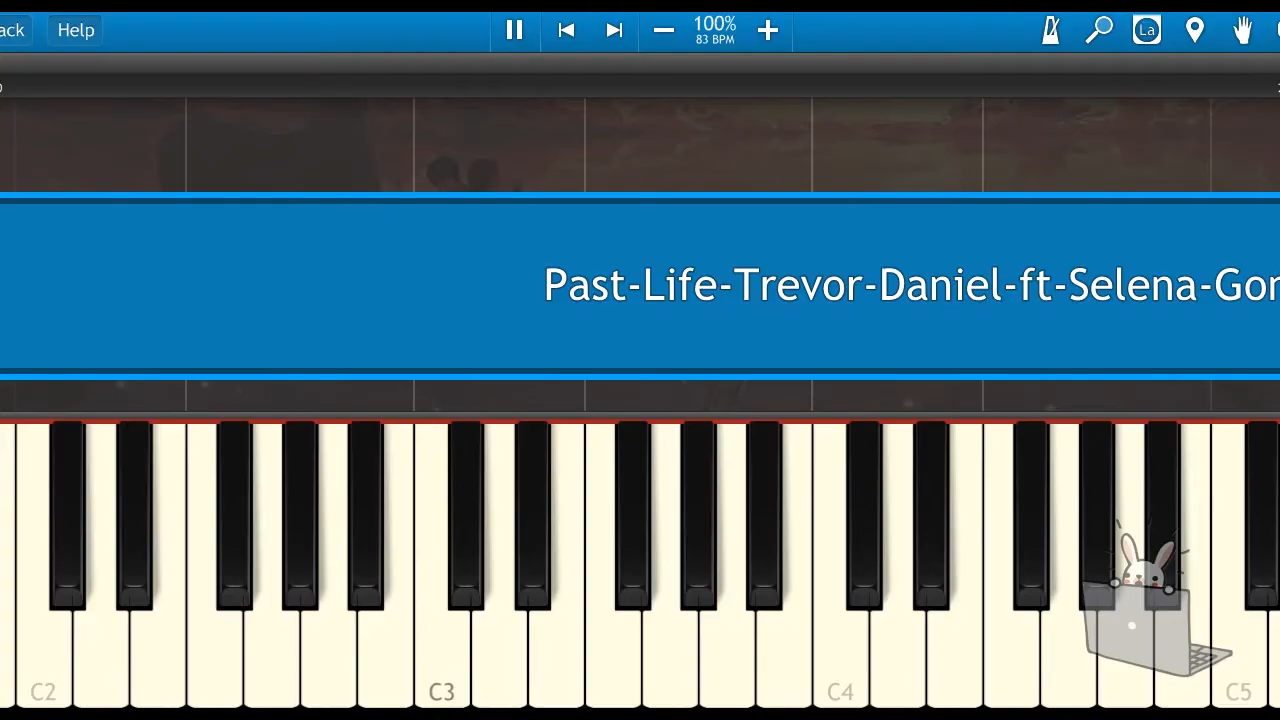 ack Help 100%
83 BPM
La
Past-Life-Trevor-Daniel-ft-Selena-Gor
C2 C3 C4 C5